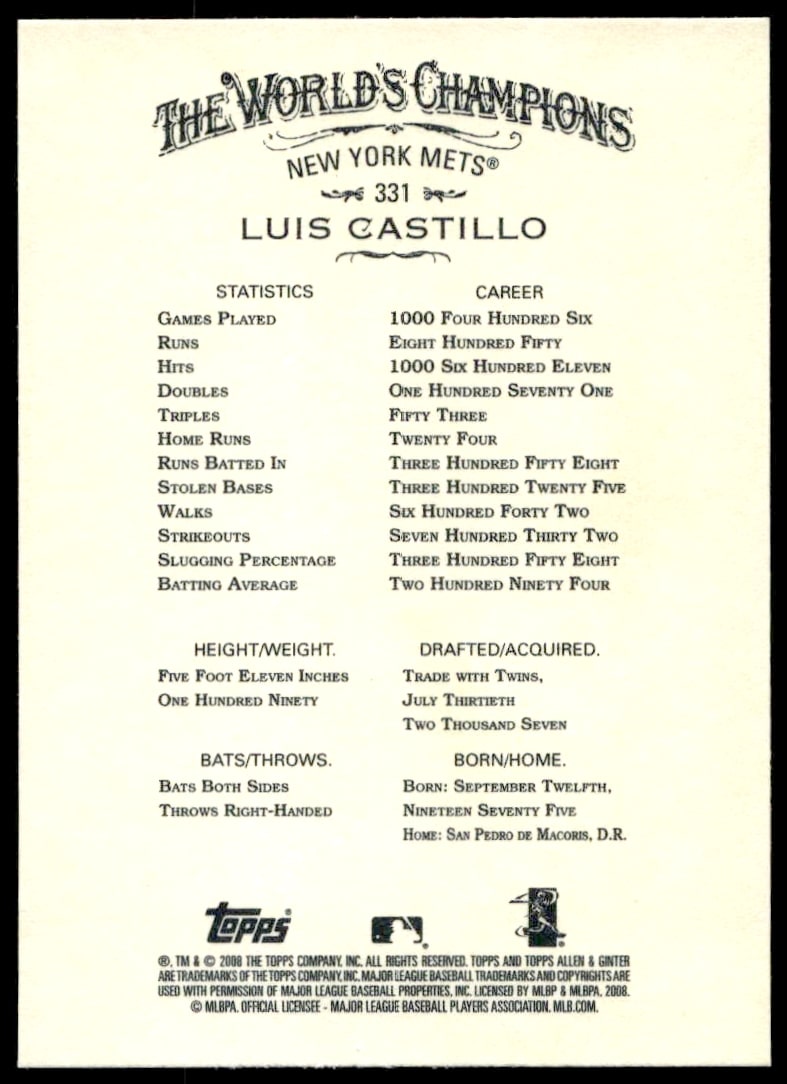 The World's Champions
New York Mets®
331
Luis Castillo
STATISTICS CAREER
Games Played 1000 Four Hundred Six
Runs Eight Hundred Fifty
Hits 1000 Six Hundred Eleven
Doubles One Hundred Seventy One
Triples Fifty Three
Home Runs Twenty Four
Runs Batted In Three Hundred Fifty Eight
Stolen Bases Three Hundred Twenty Five
Walks Six Hundred Forty Two
Strikeouts Seven Hundred Thirty Two
Slugging Percentage Three Hundred Fifty Eight
Batting Average Two Hundred Ninety Four
HEIGHT/WEIGHT.
Five Foot Eleven Inches
One Hundred Ninety
DRAFTED/ACQUIRED.
Trade with Twins,
July Thirtieth
Two Thousand Seven
BATS/THROWS.
Bats Both Sides
Throws Right-Handed
BORN/HOME.
Born: September Twelfth,
Nineteen Seventy Five
Home: San Pedro de Macoris, D.R.
Topps
®, TM & © 2008 THE TOPPS COMPANY, INC. ALL RIGHTS RESERVED. TOPPS AND TOPPS ALLEN & GINTER
ARE TRADEMARKS OF THE TOPPS COMPANY, INC. MAJOR LEAGUE BASEBALL TRADEMARKS AND COPYRIGHTS ARE
USED WITH PERMISSION OF MAJOR LEAGUE BASEBALL PROPERTIES, INC. LICENSED BY MLBP & MLBPA, 2008.
© MLBPA. OFFICIAL LICENSEE - MAJOR LEAGUE BASEBALL PLAYERS ASSOCIATION. MLB.COM.